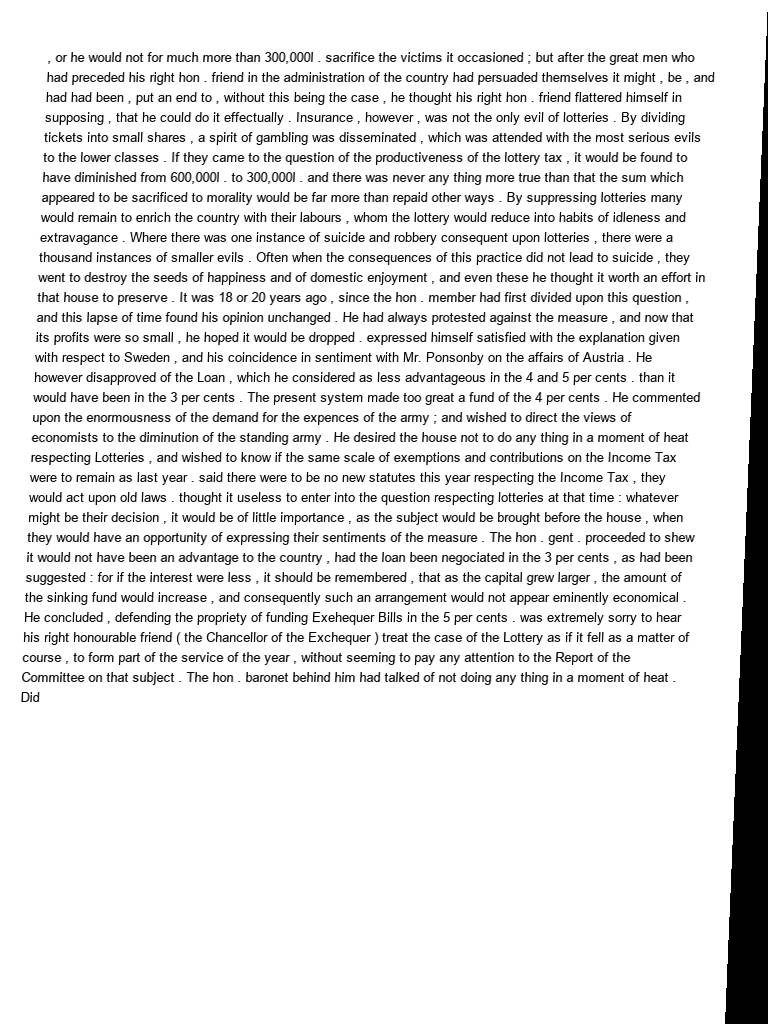 , or he would not for much more than 300,000l . sacrifice the victims it occasioned ; but after the great men who
had preceded his right hon . friend in the administration of the country had persuaded themselves it might , be , and
had had been , put an end to , without this being the case , he thought his right hon . friend flattered himself in
supposing , that he could do it effectually . Insurance , however , was not the only evil of lotteries . By dividing
tickets into small shares , a spirit of gambling was disseminated , which was attended with the most serious evils
to the lower classes . If they came to the question of the productiveness of the lottery tax , it would be found to
have diminished from 600,000l . to 300,000l . and there was never any thing more true than that the sum which
appeared to be sacrificed to morality would be far more than repaid other ways . By suppressing lotteries many
would remain to enrich the country with their labours , whom the lottery would reduce into habits of idleness and
extravagance . Where there was one instance of suicide and robbery consequent upon lotteries , there were a
thousand instances of smaller evils . Often when the consequences of this practice did not lead to suicide , they
went to destroy the seeds of happiness and of domestic enjoyment , and even these he thought it worth an effort in
that house to preserve . It was 18 or 20 years ago , since the hon . member had first divided upon this question ,
and this lapse of time found his opinion unchanged . He had always protested against the measure , and now that
its profits were so small , he hoped it would be dropped . expressed himself satisfied with the explanation given
with respect to Sweden , and his coincidence in sentiment with Mr. Ponsonby on the affairs of Austria . He
however disapproved of the Loan , which he considered as less advantageous in the 4 and 5 per cents . than it
would have been in the 3 per cents . The present system made too great a fund of the 4 per cents . He commented
upon the enormousness of the demand for the expences of the army ; and wished to direct the views of
economists to the diminution of the standing army . He desired the house not to do any thing in a moment of heat
respecting Lotteries , and wished to know if the same scale of exemptions and contributions on the Income Tax
were to remain as last year . said there were to be no new statutes this year respecting the Income Tax , they
would act upon old laws . thought it useless to enter into the question respecting lotteries at that time : whatever
might be their decision , it would be of little importance , as the subject would be brought before the house , when
they would have an opportunity of expressing their sentiments of the measure . The hon . gent . proceeded to shew
it would not have been an advantage to the country , had the loan been negociated in the 3 per cents , as had been
suggested : for if the interest were less , it should be remembered , that as the capital grew larger , the amount of
the sinking fund would increase , and consequently such an arrangement would not appear eminently economical .
He concluded , defending the propriety of funding Exehequer Bills in the 5 per cents . was extremely sorry to hear
his right honourable friend ( the Chancellor of the Exchequer ) treat the case of the Lottery as if it fell as a matter of
course , to form part of the service of the year , without seeming to pay any attention to the Report of the
Committee on that subject . The hon . baronet behind him had talked of not doing any thing in a moment of heat .
Did